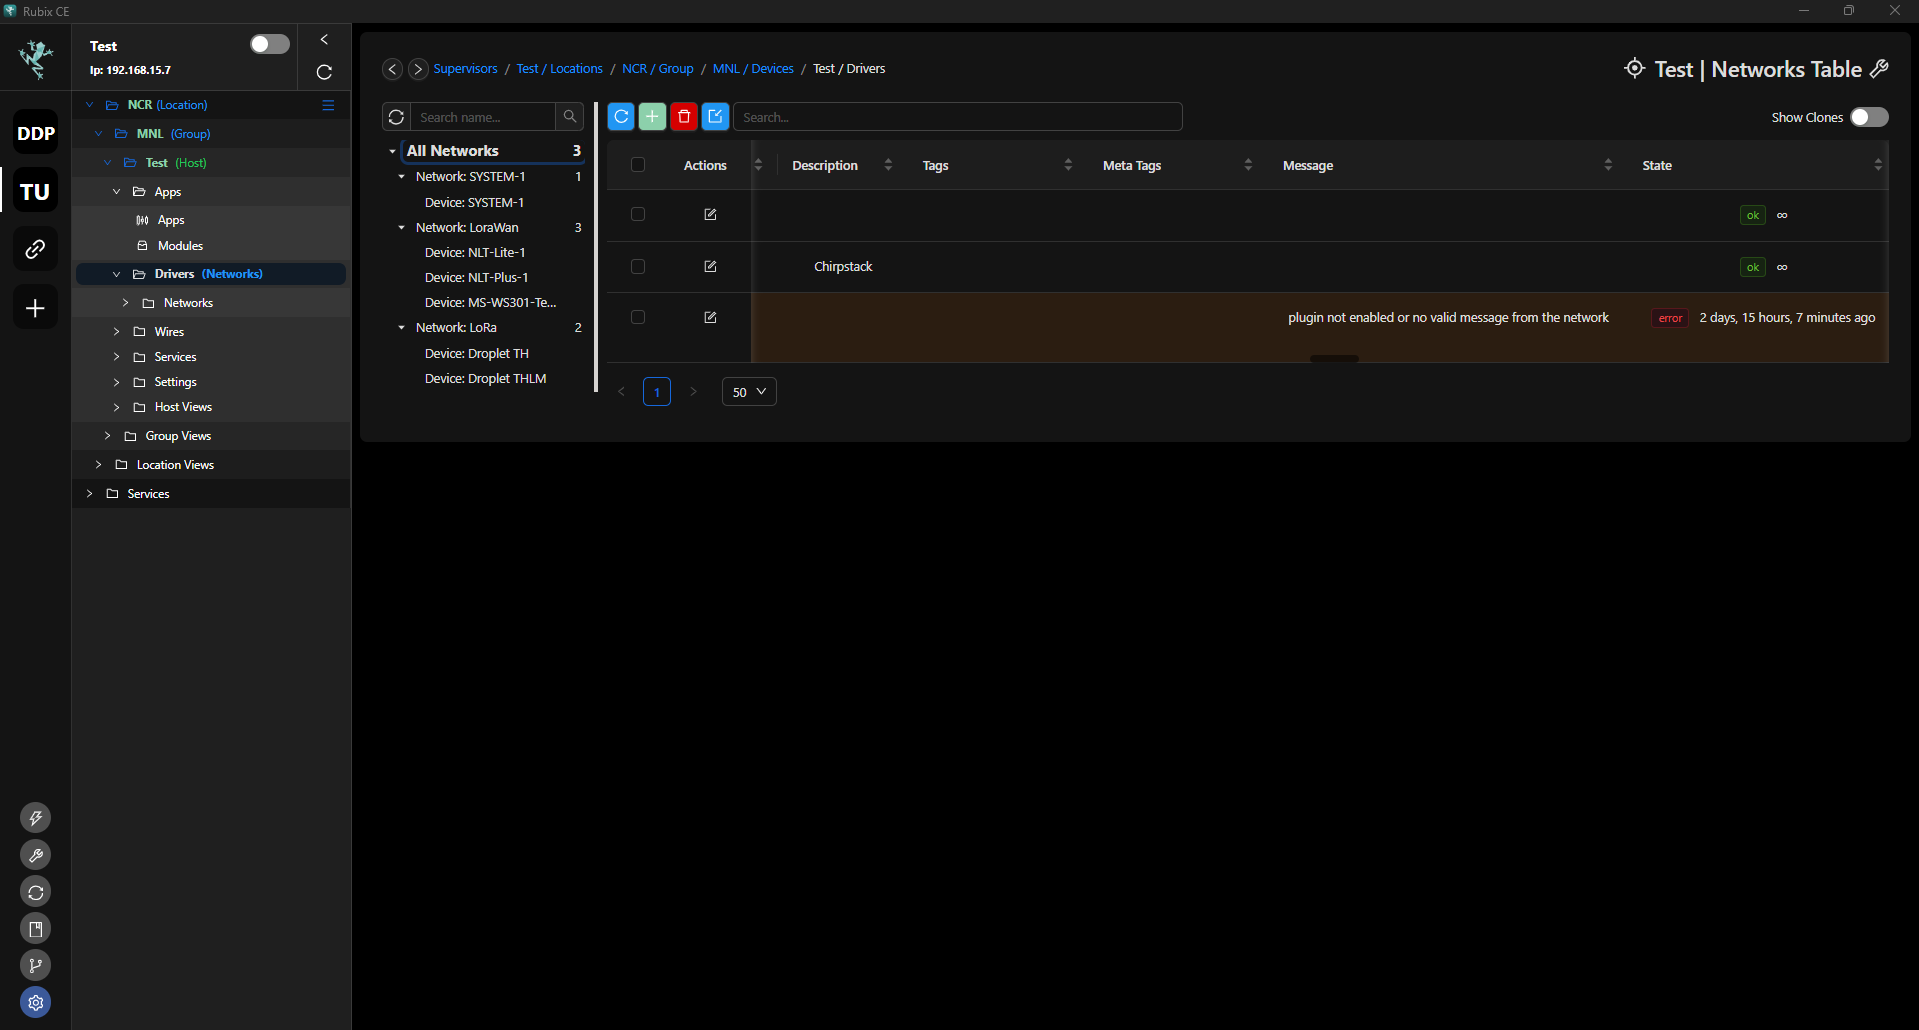 Rubix CE
Test
Ip: 192.168.15.7
DDP
TU
NCR (Location)
MNL (Group)
Test (Host)
Apps
Apps
Modules
Drivers (Networks)
Networks
Wires
Services
Settings
Host Views
Group Views
Location Views
Services
Supervisors / Test / Locations / NCR / Group / MNL / Devices / Test / Drivers
Test | Networks Table
Search name...
Search...
Show Clones
All Networks 3
Network: SYSTEM-1 1
Device: SYSTEM-1
Network: LoraWan 3
Device: NLT-Lite-1
Device: NLT-Plus-1
Device: MS-WS301-Te...
Network: LoRa 2
Device: Droplet TH
Device: Droplet THLM
Actions Description Tags Meta Tags Message State
ok ∞
Chirpstack ok ∞
plugin not enabled or no valid message from the network error 2 days, 15 hours, 7 minutes ago
< 1 > 50